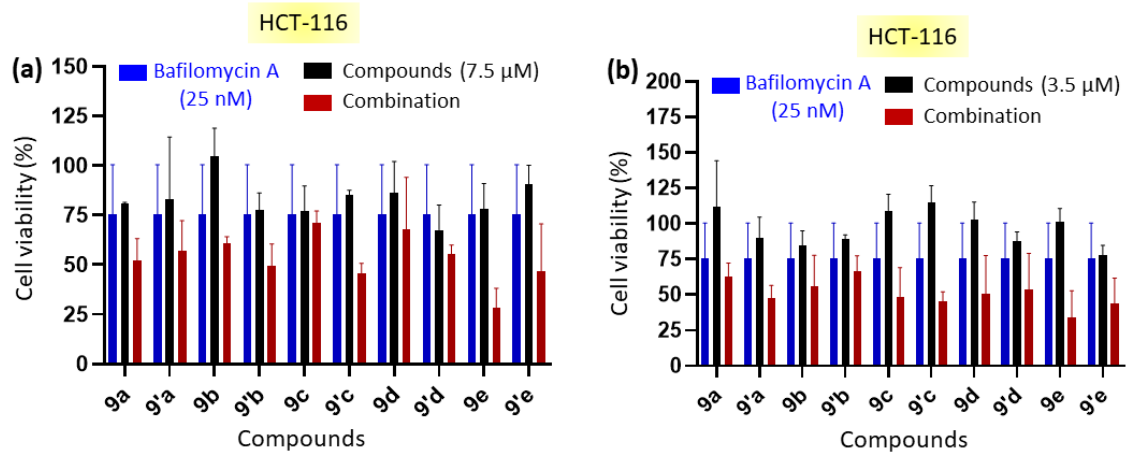 HCT-116
(a)
150
125
100
75
50
25
0
Cell viability (%)
Bafilomycin A
(25 nM)
Compounds (7.5 µM)
Combination
9a
9'a
9b
9'b
9c
9'c
9d
9'd
9e
9'e
Compounds
HCT-116
(b)
200
175
150
125
100
75
50
25
0
Cell viability (%)
Bafilomycin A
(25 nM)
Compounds (3.5 µM)
Combination
9a
9'a
9b
9'b
9c
9'c
9d
9'd
9e
9'e
Compounds